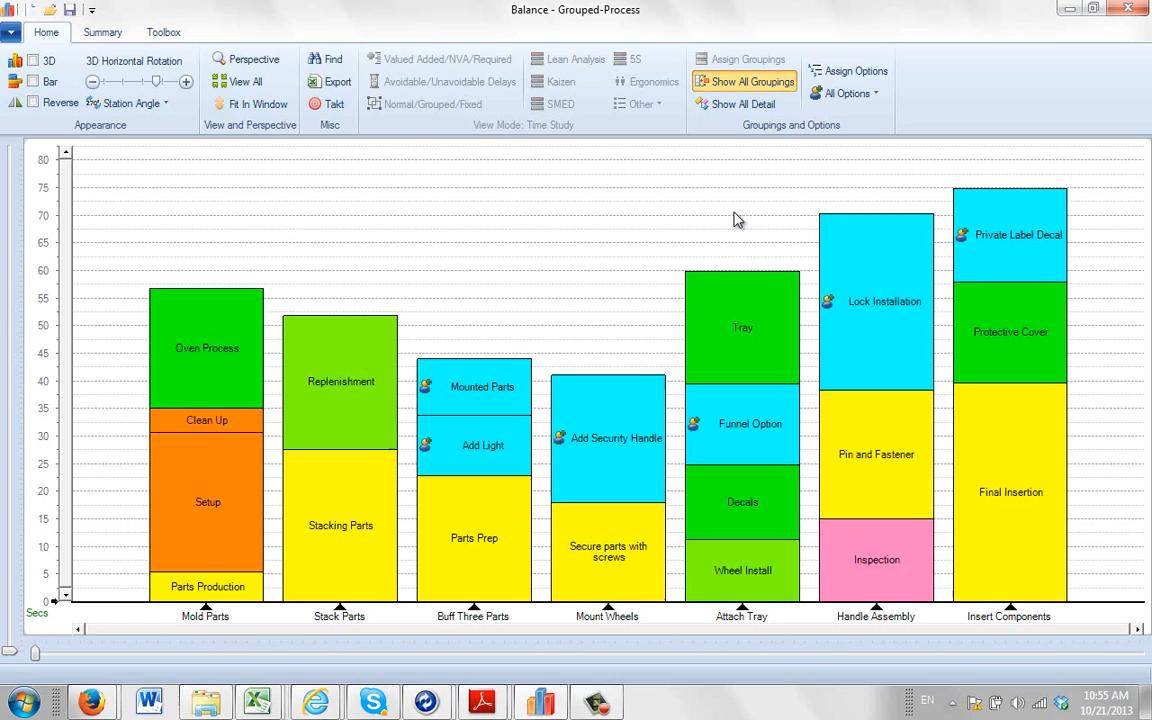 Balance - Grouped-Process
Home Summary Toolbox
3D 3D Horizontal Rotation
Bar
Reverse Station Angle
Appearance
Perspective
View All
Fit In Window
View and Perspective
Find
Export
Takt
Misc
Valued Added/NVA/Required
Avoidable/Unavoidable Delays
Normal/Grouped/Fixed
Lean Analysis
Kaizen
SMED
5S
Ergonomics
Other
View Mode: Time Study
Assign Groupings
Show All Groupings
Show All Detail
Assign Options
All Options
Groupings and Options
80
75
70
65
60
55
50
45
40
35
30
25
20
15
10
5
0
Secs
Oven Process
Clean Up
Setup
Parts Production
Mold Parts
Replenishment
Stacking Parts
Stack Parts
Mounted Parts
Add Light
Parts Prep
Buff Three Parts
Add Security Handle
Secure parts with
screws
Mount Wheels
Tray
Funnel Option
Decals
Wheel Install
Attach Tray
Lock Installation
Pin and Fastener
Inspection
Handle Assembly
Private Label Decal
Protective Cover
Final Insertion
Insert Components
EN
10:55 AM
10/21/2013